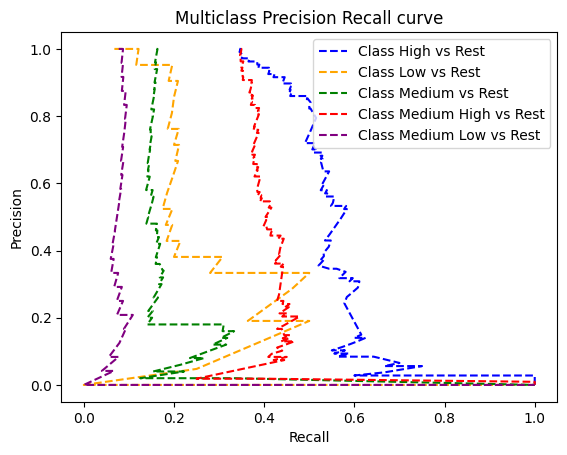 Multiclass Precision Recall curve
Class High vs Rest
Class Low vs Rest
Class Medium vs Rest
Class Medium High vs Rest
Class Medium Low vs Rest
Precision
1.0
0.8
0.6
0.4
0.2
0.0
0.0 0.2 0.4 0.6 0.8 1.0
Recall